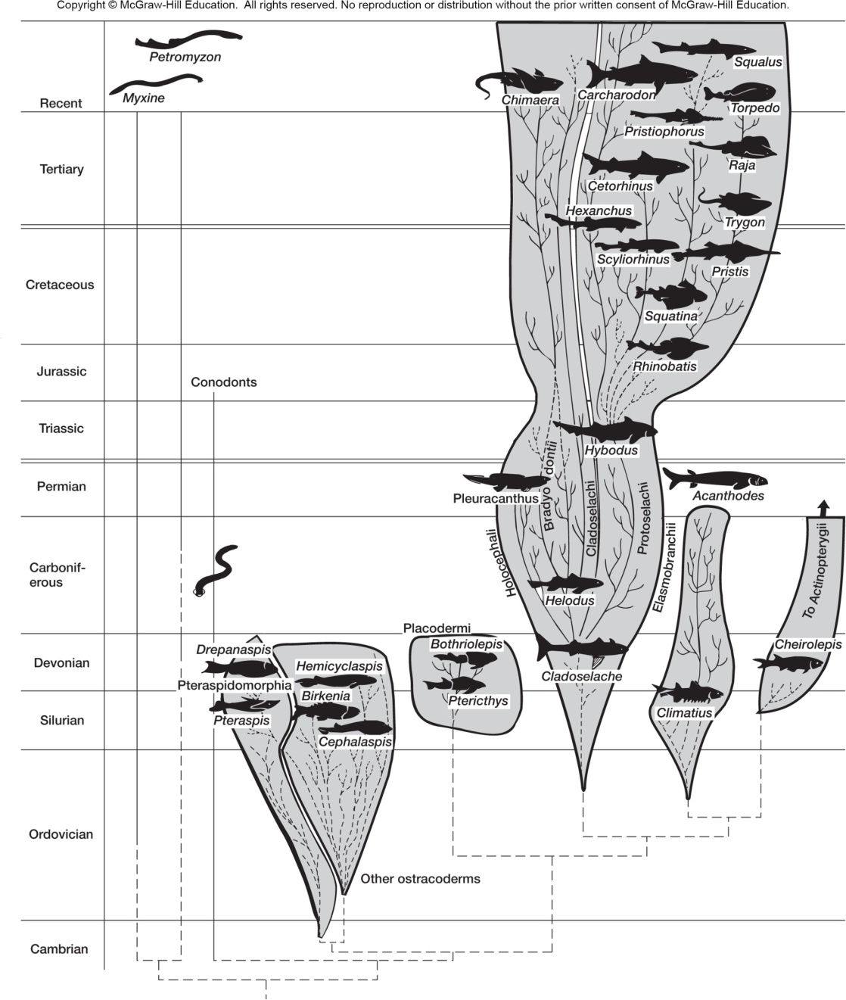 Copyright © McGraw-Hill Education. All rights reserved. No reproduction or distribution without the prior written consent of McGraw-Hill Education.
Petromyzon
Squalus
Myxine
Chimaera
Carcharodon
Recent
Torpedo
Pristiophorus
Tertiary
Raja
Cetorhinus
Hexanchus
Trygon
Scyliorhinus
Pristis
Cretaceous
Squatina
Jurassic
Rhinobatis
Conodonts
Triassic
Hybodus
Bradyo dontii
Permian
Pleuracanthus
Cladoselachi
Protoselachi
Acanthodes
Holocephali
Elasmobranchii
To Actinopterygii
Carbonif-
erous
Helodus
Placodermi
Drepanaspis
Bothriolepis
Cheirolepis
Devonian
Hemicyclaspis
Cladoselache
Pteraspidomorphia
Birkenia
Ptericthys
Silurian
Pteraspis
Climatius
Cephalaspis
Ordovician
Other ostracoderms
Cambrian